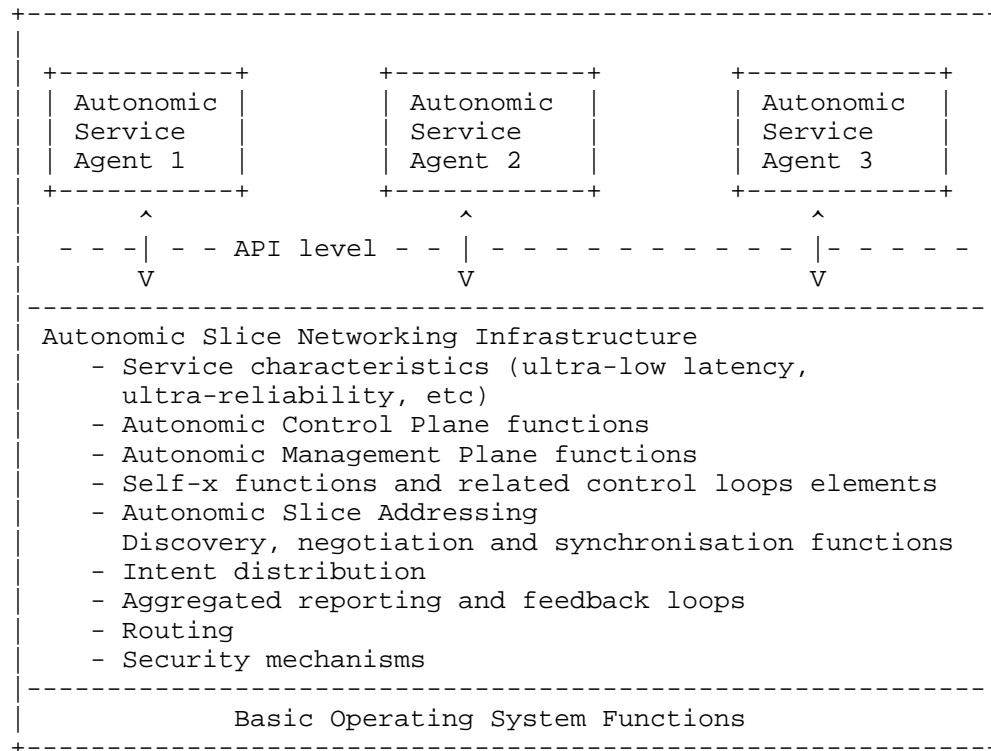 Autonomic Autonomic Autonomic
Service Service Service
Agent 1 Agent 2 Agent 3
API level
Autonomic Slice Networking Infrastructure
- Service characteristics (ultra-low latency,
ultra-reliability, etc)
- Autonomic Control Plane functions
- Autonomic Management Plane functions
- Self-x functions and related control loops elements
- Autonomic Slice Addressing
Discovery, negotiation and synchronisation functions
- Intent distribution
- Aggregated reporting and feedback loops
- Routing
- Security mechanisms
Basic Operating System Functions